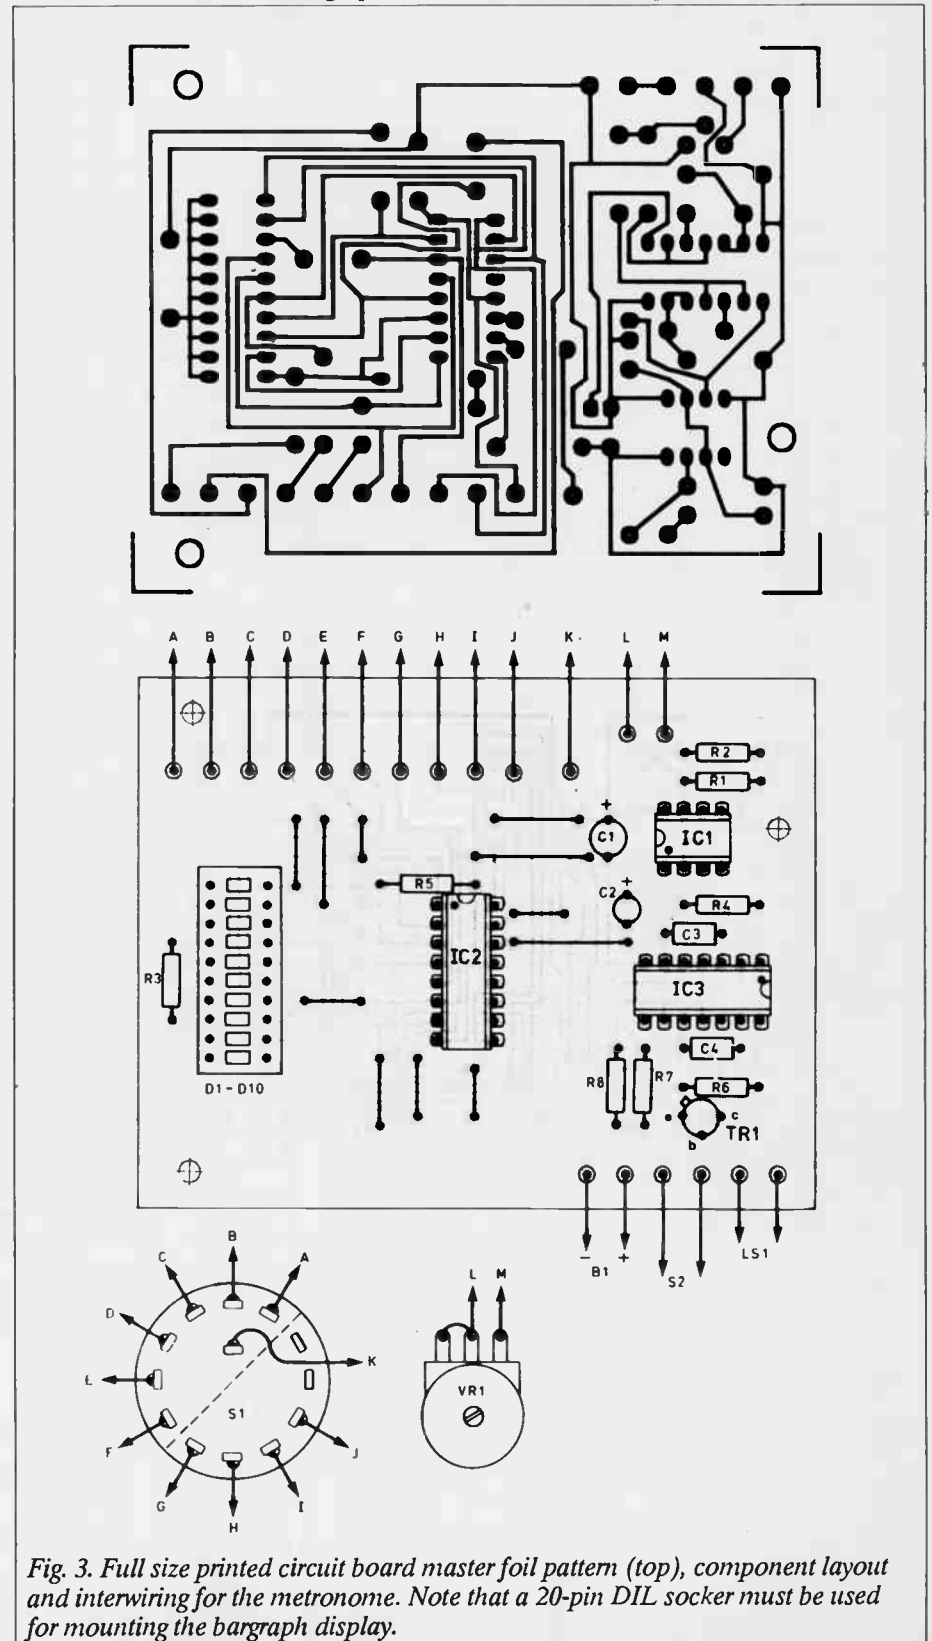 A B C D E F G H I J K L M
R2
R1
+
C1
IC1
R5
C2
+
R4
C3
IC2
R3
IC3
C4
D1-D10
R8
R7
R6
e
c
TR1
b
B
C
A
D
E
K
S1
F
J
G
I
H
L M
VR1
- +
B1
S2
LS1
Fig. 3. Full size printed circuit board master foil pattern (top), component layout
and interwiring for the metronome. Note that a 20-pin DIL socker must be used
for mounting the bargraph display.